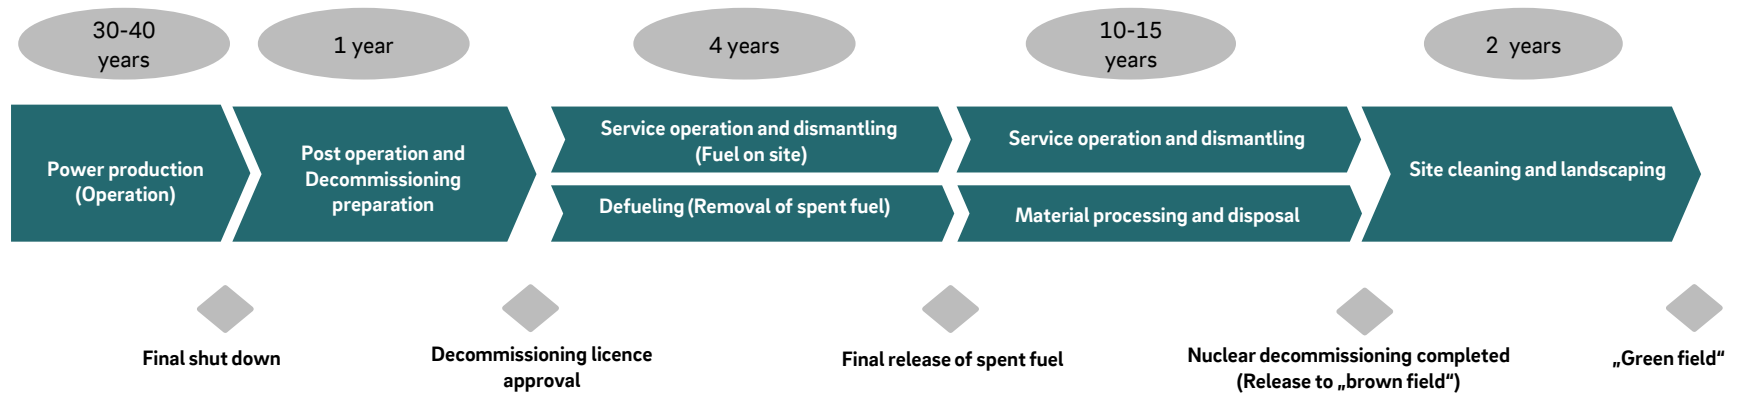 30-40
years
1 year
4 years
10-15
years
2 years
Power production
(Operation)
Post operation and
Decommissioning
preparation
Service operation and dismantling
(Fuel on site)
Defueling (Removal of spent fuel)
Service operation and dismantling
Material processing and disposal
Site cleaning and landscaping
Final shut down
Decommissioning licence
approval
Final release of spent fuel
Nuclear decommissioning completed
(Release to „brown field“)
„Green field“